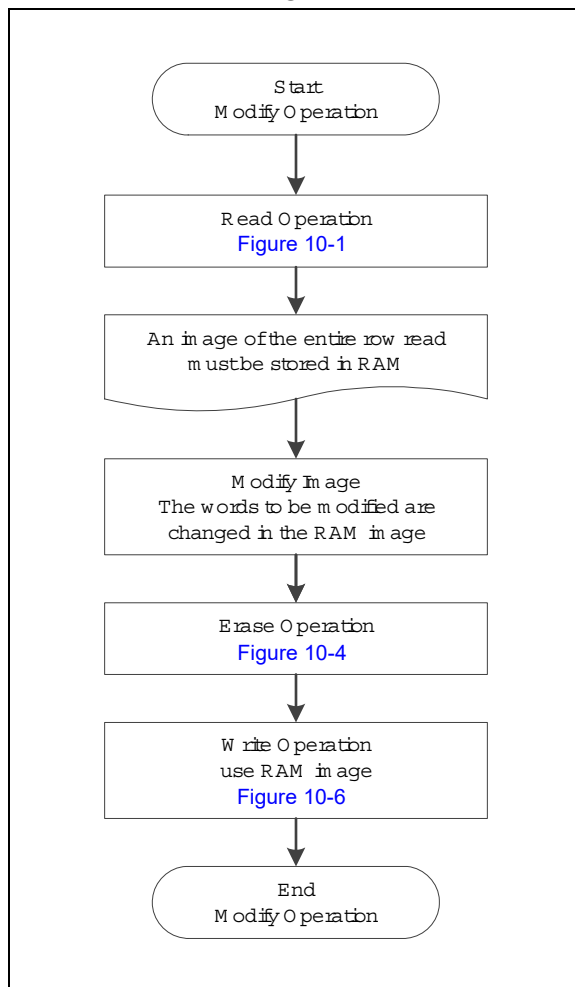 Start
Modify Operation
Read Operation
Figure 10-1
An image of the entire row read
must be stored in RAM
Modify Image
The words to be modified are
changed in the RAM image
Erase Operation
Figure 10-4
Write Operation
use RAM image
Figure 10-6
End
Modify Operation